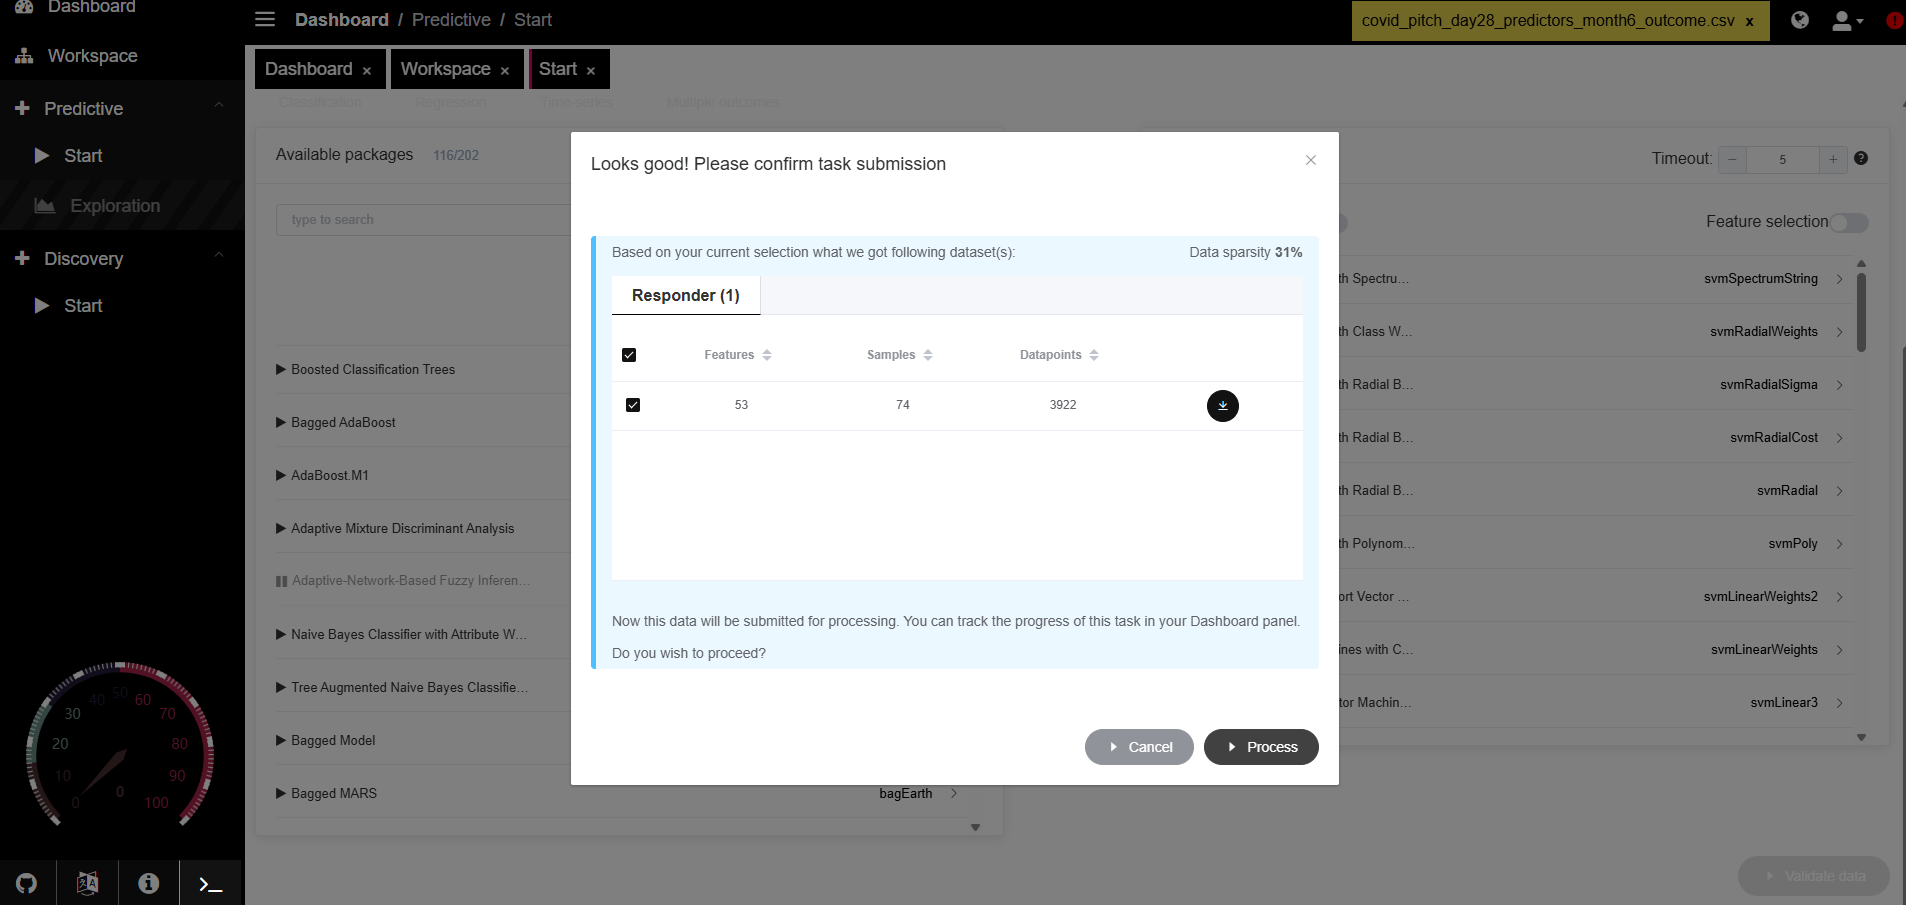 Dashboard
Workspace
Predictive
Start
Exploration
Discovery
Start
0
10
20
30
40
50
60
70
80
90
100
0
Dashboard / Predictive / Start
covid_pitch_day28_predictors_month6_outcome.csv x
Dashboard x
Workspace x
Start x
Classification
Regression
Time-series
Multiple outcomes
Available packages 116/202
type to search
Boosted Classification Trees
Bagged AdaBoost
AdaBoost.M1
Adaptive Mixture Discriminant Analysis
Adaptive-Network-Based Fuzzy Inferen...
Naive Bayes Classifier with Attribute W...
Tree Augmented Naive Bayes Classifie...
Bagged Model
Bagged MARS bagEarth
Looks good! Please confirm task submission
Based on your current selection what we got following dataset(s):
Data sparsity 31%
Responder (1)
Features Samples Datapoints
53 74 3922
Now this data will be submitted for processing. You can track the progress of this task in your Dashboard panel.
Do you wish to proceed?
Cancel
Process
Timeout: − 5 +
Feature selection
th Spectru... svmSpectrumString
th Class W... svmRadialWeights
th Radial B... svmRadialSigma
th Radial B... svmRadialCost
th Radial B... svmRadial
th Polynom... svmPoly
ort Vector ... svmLinearWeights2
ines with C... svmLinearWeights
tor Machin... svmLinear3
Validate data